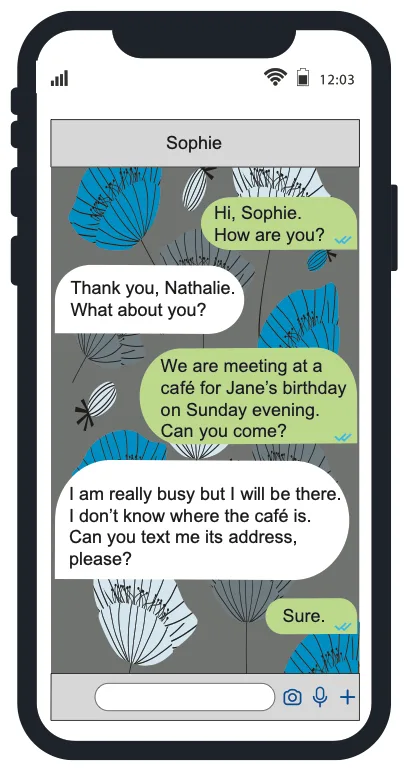 12:03
Sophie
Hi, Sophie.
How are you?
Thank you, Nathalie.
What about you?
We are meeting at a
café for Jane's birthday
on Sunday evening.
Can you come?
I am really busy but I will be there.
I don't know where the café is.
Can you text me its address,
please?
Sure.